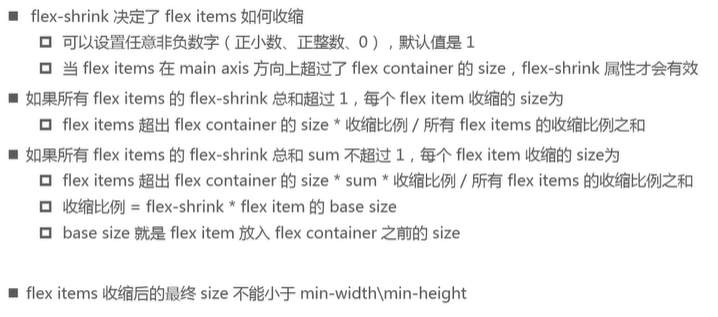 flex-shrink 决定了 flex items 如何收缩
可以设置任意非负数字（正小数、正整数、0），默认值是 1
当 flex items 在 main axis 方向上超过了 flex container 的 size，flex-shrink 属性才会有效
如果所有 flex items 的 flex-shrink 总和超过 1，每个 flex item 收缩的 size为
flex items 超出 flex container 的 size * 收缩比例 / 所有 flex items 的收缩比例之和
如果所有 flex items 的 flex-shrink 总和 sum 不超过 1，每个 flex item 收缩的 size为
flex items 超出 flex container 的 size * sum * 收缩比例 / 所有 flex items 的收缩比例之和
收缩比例 = flex-shrink * flex item 的 base size
base size 就是 flex item 放入 flex container 之前的 size
flex items 收缩后的最终 size 不能小于 min-width\min-height